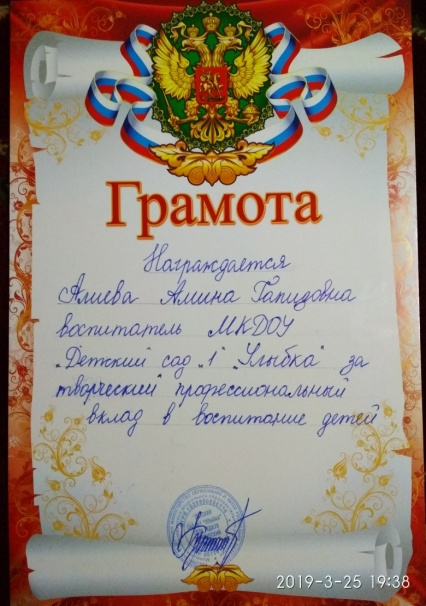 Грамота
Награждается
Алиева Амина Гапизовна
воспитатель МКДОУ
"Детский сад "1" "Улыбка" за
творческий профессиональный
вклад в воспитание детей
2019-3-25 19:38